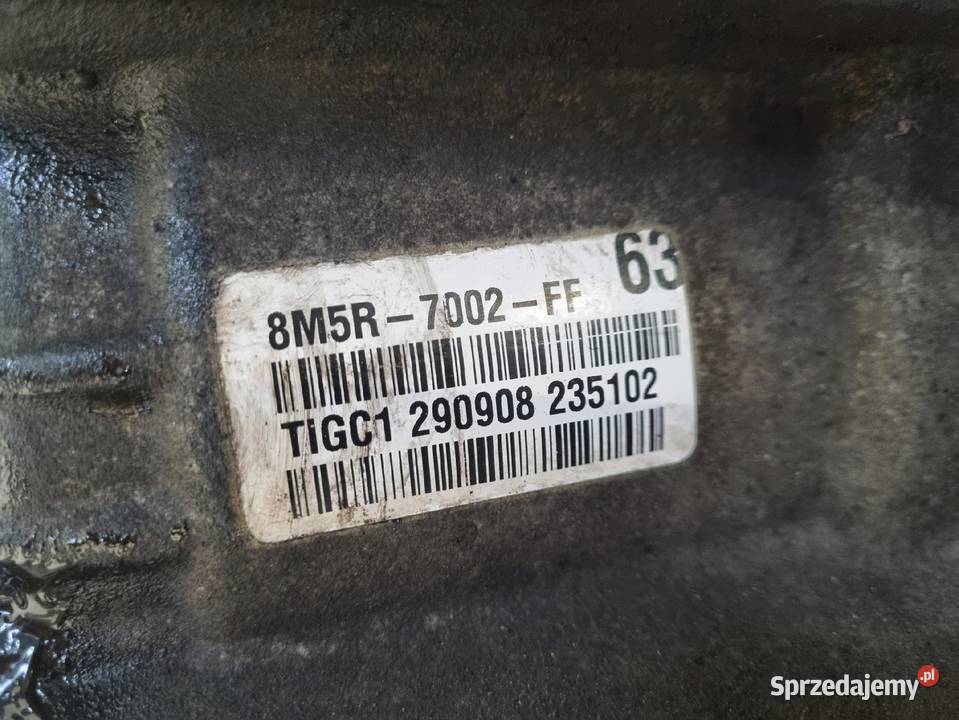 63
8M5R-7002-FF
TIGC1 290908 235102
Sprzedajemy.pl